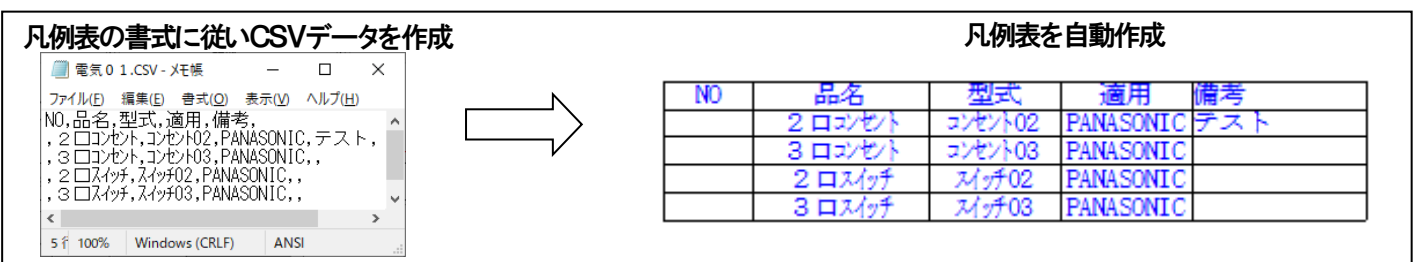 凡例表の書式に従いCSVデータを作成
電気０１.CSV - メモ帳
ファイル(F) 編集(E) 書式(O) 表示(V) ヘルプ(H)
NO,品名,型式,適用,備考,
,２口ｺﾝｾﾝﾄ,ｺﾝｾﾝﾄ02,PANASONIC,テスト,
,３口ｺﾝｾﾝﾄ,ｺﾝｾﾝﾄ03,PANASONIC,,
,２口ｽｲｯﾁ,ｽｲｯﾁ02,PANASONIC,,
,３口ｽｲｯﾁ,ｽｲｯﾁ03,PANASONIC,,
5 行 100% Windows (CRLF) ANSI
凡例表を自動作成
NO 品名 型式 適用 備考
２口ｺﾝｾﾝﾄ ｺﾝｾﾝﾄ02 PANASONIC テスト
３口ｺﾝｾﾝﾄ ｺﾝｾﾝﾄ03 PANASONIC
２口ｽｲｯﾁ ｽｲｯﾁ02 PANASONIC
３口ｽｲｯﾁ ｽｲｯﾁ03 PANASONIC